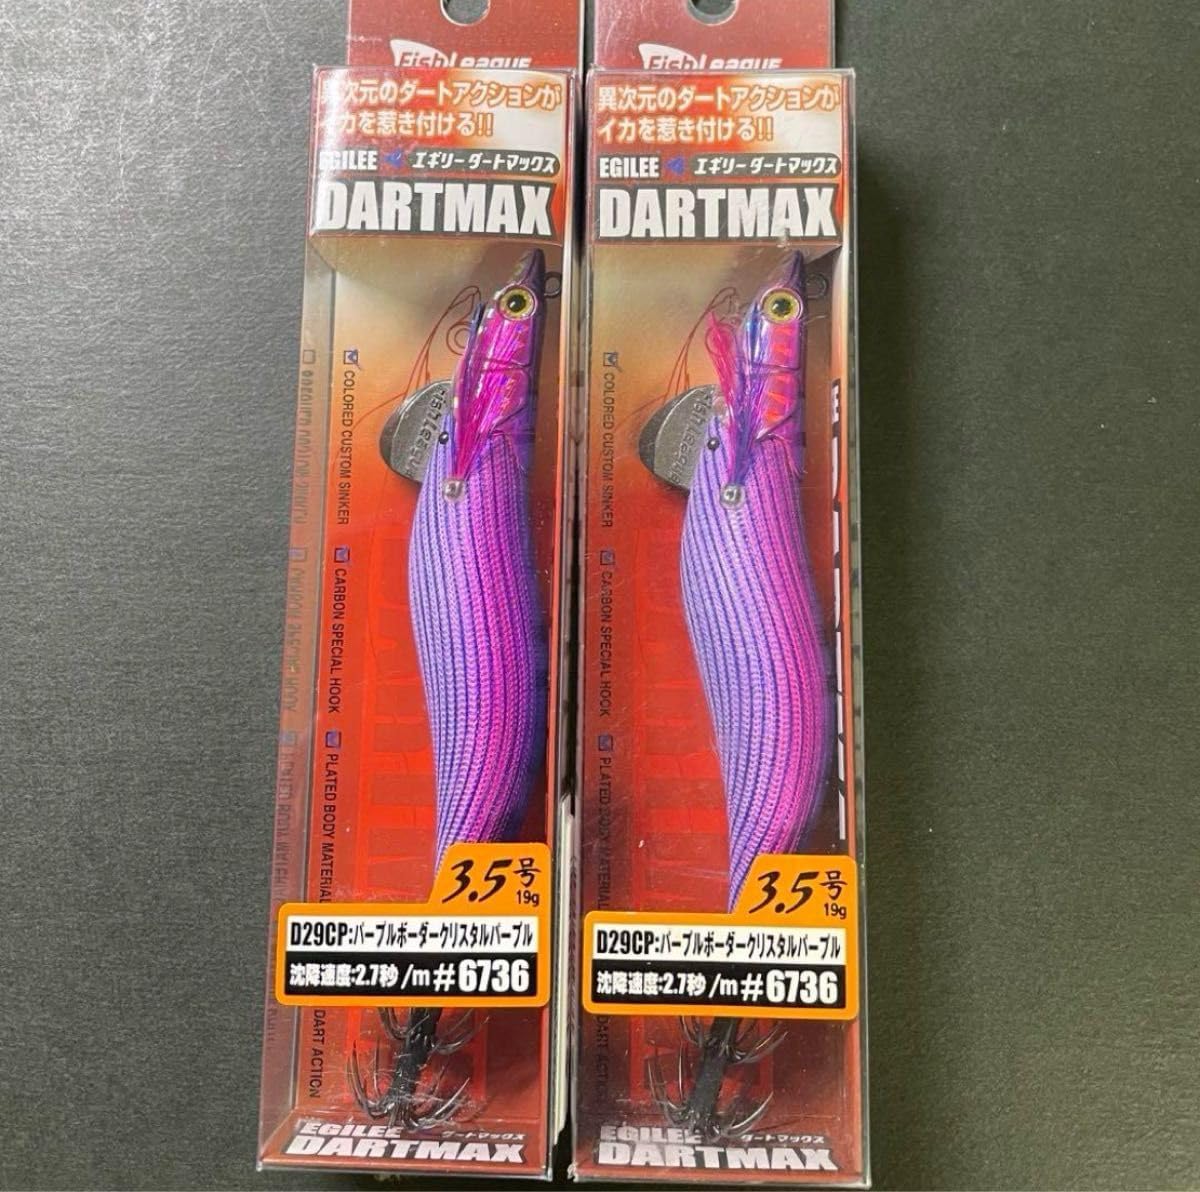 Fish League
異次元のダートアクションが
イカを惹き付ける!!
EGILEE エギリーダートマックス
DARTMAX
Fish League
COLORED CUSTOM SINKER
CARBON SPECIAL HOOK
PLATED BODY MATERIAL
DART ACTION
3.5号
19g
D29CP:パープルボーダークリスタルパープル
沈降速度:2.7秒/m #6736
EGILEE ダートマックス
DARTMAX
Fish League
異次元のダートアクションが
イカを惹き付ける!!
EGILEE エギリーダートマックス
DARTMAX
Fish League
COLORED CUSTOM SINKER
CARBON SPECIAL HOOK
PLATED BODY MATERIAL
DART ACTION
3.5号
19g
D29CP:パープルボーダークリスタルパープル
沈降速度:2.7秒/m #6736
EGILEE ダートマックス
DARTMAX